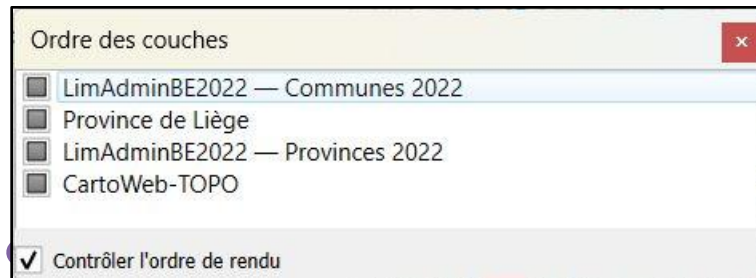 Ordre des couches
LimAdminBE2022 — Communes 2022
Province de Liège
LimAdminBE2022 — Provinces 2022
CartoWeb-TOPO
Contrôler l'ordre de rendu